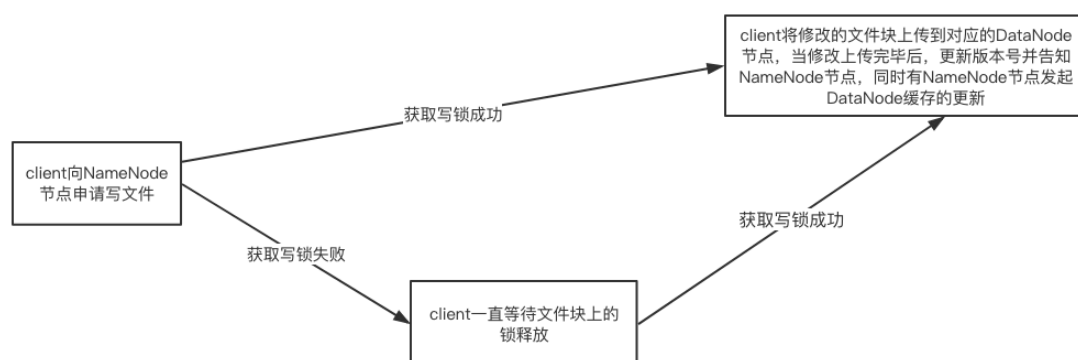 client将修改的文件块上传到对应的DataNode
节点，当修改上传完毕后，更新版本号并告知
NameNode节点，同时有NameNode节点发起
DataNode缓存的更新
获取写锁成功
client向NameNode
节点申请写文件
获取写锁成功
获取写锁失败
client一直等待文件块上的
锁释放